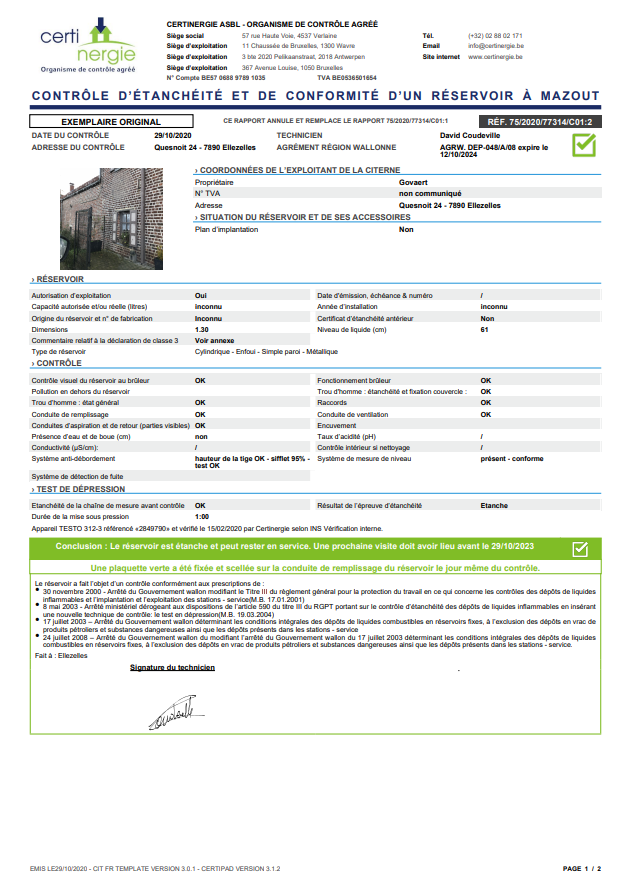 certi
nergie
Organisme de contrôle agréé
CERTINERGIE ASBL - ORGANISME DE CONTRÔLE AGRÉÉ
Siège social 57 rue Haute Voie, 4537 Verlaine Tél. (+32) 02 88 02 171
Siège d'exploitation 11 Chaussée de Bruxelles, 1300 Wavre Email info@certinergie.be
Siège d'exploitation 3 bte 2020 Pelikaanstraat, 2018 Antwerpen Site internet www.certinergie.be
Siège d'exploitation 367 Avenue Louise, 1050 Bruxelles
N° Compte BE57 0688 9789 1035 TVA BE0536501654
CONTRÔLE D'ÉTANCHÉITÉ ET DE CONFORMITÉ D'UN RÉSERVOIR À MAZOUT
EXEMPLAIRE ORIGINAL CE RAPPORT ANNULE ET REMPLACE LE RAPPORT 75/2020/77314/C01:1 RÉF. 75/2020/77314/C01:2
DATE DU CONTRÔLE 29/10/2020 TECHNICIEN David Coudeville
ADRESSE DU CONTRÔLE Quesnoit 24 - 7890 Ellezelles AGRÉMENT RÉGION WALLONNE AGRW. DEP-048/A/08 expire le
12/10/2024
› COORDONNÉES DE L'EXPLOITANT DE LA CITERNE
Propriétaire Govaert
N° TVA non communiqué
Adresse Quesnoit 24 - 7890 Ellezelles
› SITUATION DU RÉSERVOIR ET DE SES ACCESSOIRES
Plan d'implantation Non
› RÉSERVOIR
Autorisation d'exploitation Oui Date d'émission, échéance & numéro /
Capacité autorisée et/ou réelle (litres) inconnu Année d'installation inconnu
Origine du réservoir et n° de fabrication Inconnu Certificat d'étanchéité antérieur Non
Dimensions 1.30 Niveau de liquide (cm) 61
Commentaire relatif à la déclaration de classe 3 Voir annexe
Type de réservoir Cylindrique - Enfoui - Simple paroi - Métallique
› CONTRÔLE
Contrôle visuel du réservoir au brûleur OK Fonctionnement brûleur OK
Pollution en dehors du réservoir Trou d'homme : étanchéité et fixation couvercle : OK
Trou d'homme : état général OK Raccords OK
Conduite de remplissage OK Conduite de ventilation OK
Conduites d'aspiration et de retour (parties visibles) OK Encuvement
Présence d'eau et de boue (cm) non Taux d'acidité (pH) /
Conductivité (µS/cm): / Contrôle intérieur si nettoyage /
Système anti-débordement hauteur de la tige OK - sifflet 95% - Système de mesure de niveau présent - conforme
test OK
Système de détection de fuite
› TEST DE DÉPRESSION
Etanchéité de la chaîne de mesure avant contrôle OK Résultat de l'épreuve d'étanchéité Etanche
Durée de la mise sous pression 1:00
Appareil TESTO 312-3 référencé «2849790» et vérifié le 15/02/2020 par Certinergie selon INS Vérification interne.
Conclusion : Le réservoir est étanche et peut rester en service. Une prochaine visite doit avoir lieu avant le 29/10/2023
Une plaquette verte a été fixée et scellée sur la conduite de remplissage du réservoir le jour même du contrôle.
Le réservoir a fait l'objet d'un contrôle conformément aux prescriptions de :
• 30 novembre 2000 - Arrêté du Gouvernement wallon modifiant le Titre III du règlement général pour la protection du travail en ce qui concerne les contrôles des dépôts de liquides
inflammables et l'implantation et l'exploitation des stations - service(M.B. 17.01.2001)
• 8 mai 2003 - Arrêté ministériel dérogeant aux dispositions de l'article 590 du titre III du RGPT portant sur le contrôle d'étanchéité des dépôts de liquides inflammables en insérant
une nouvelle technique de contrôle: le test en dépression(M.B. 19.03.2004)
• 17 juillet 2003 – Arrêté du Gouvernement wallon déterminant les conditions intégrales des dépôts de liquides combustibles en réservoirs fixes, à l'exclusion des dépôts en vrac de
produits pétroliers et substances dangereuses ainsi que les dépôts présents dans les stations - service
• 24 juillet 2008 – Arrêté du Gouvernement wallon du modifiant l'arrêté du Gouvernement wallon du 17 juillet 2003 déterminant les conditions intégrales des dépôts de liquides
combustibles en réservoirs fixes, à l'exclusion des dépôts en vrac de produits pétroliers et substances dangereuses ainsi que les dépôts présents dans les stations - service.
Fait à : Ellezelles
Signature du technicien
EMIS LE29/10/2020 - CIT FR TEMPLATE VERSION 3.0.1 - CERTIPAD VERSION 3.1.2 PAGE 1 / 2